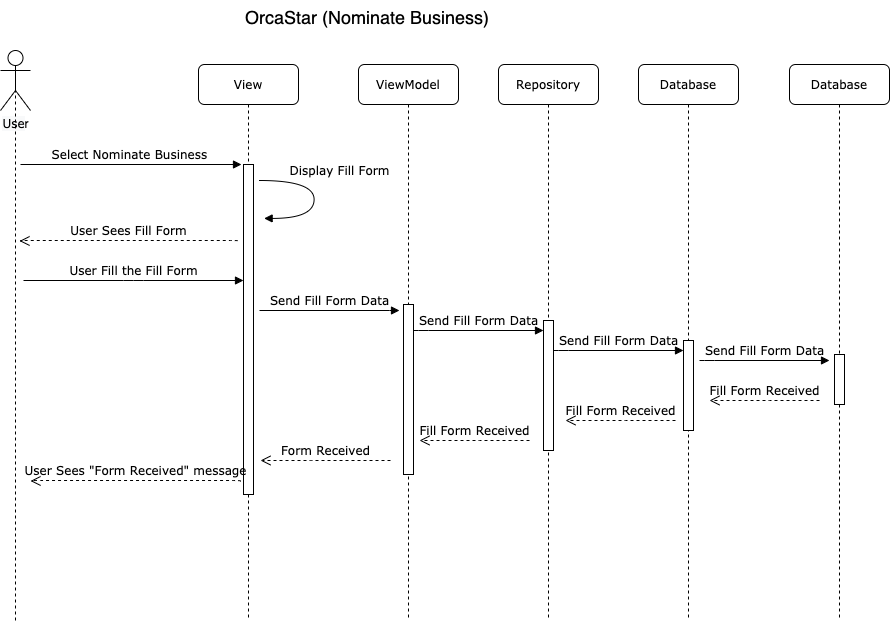 OrcaStar (Nominate Business)
View
ViewModel
Repository
Database
Database
User
Select Nominate Business
Display Fill Form
User Sees Fill Form
User Fill the Fill Form
Send Fill Form Data
Send Fill Form Data
Send Fill Form Data
Send Fill Form Data
Fill Form Received
Fill Form Received
Fill Form Received
Form Received
User Sees "Form Received" message